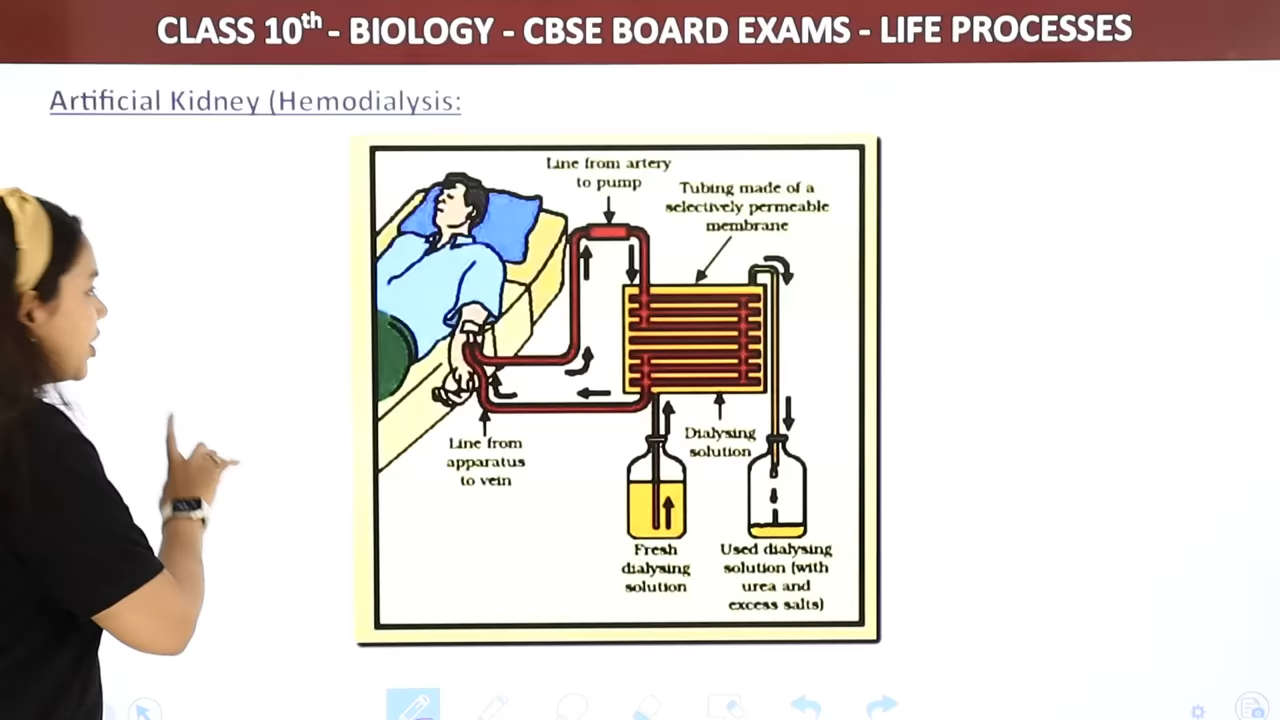 CLASS 10th - BIOLOGY - CBSE BOARD EXAMS - LIFE PROCESSES
Artificial Kidney (Hemodialysis:
Line from artery
to pump
Tubing made of a
selectively permeable
membrane
Line from
apparatus
to vein
Dialysing
solution
Fresh
dialysing
solution
Used dialysing
solution (with
urea and
excess salts)